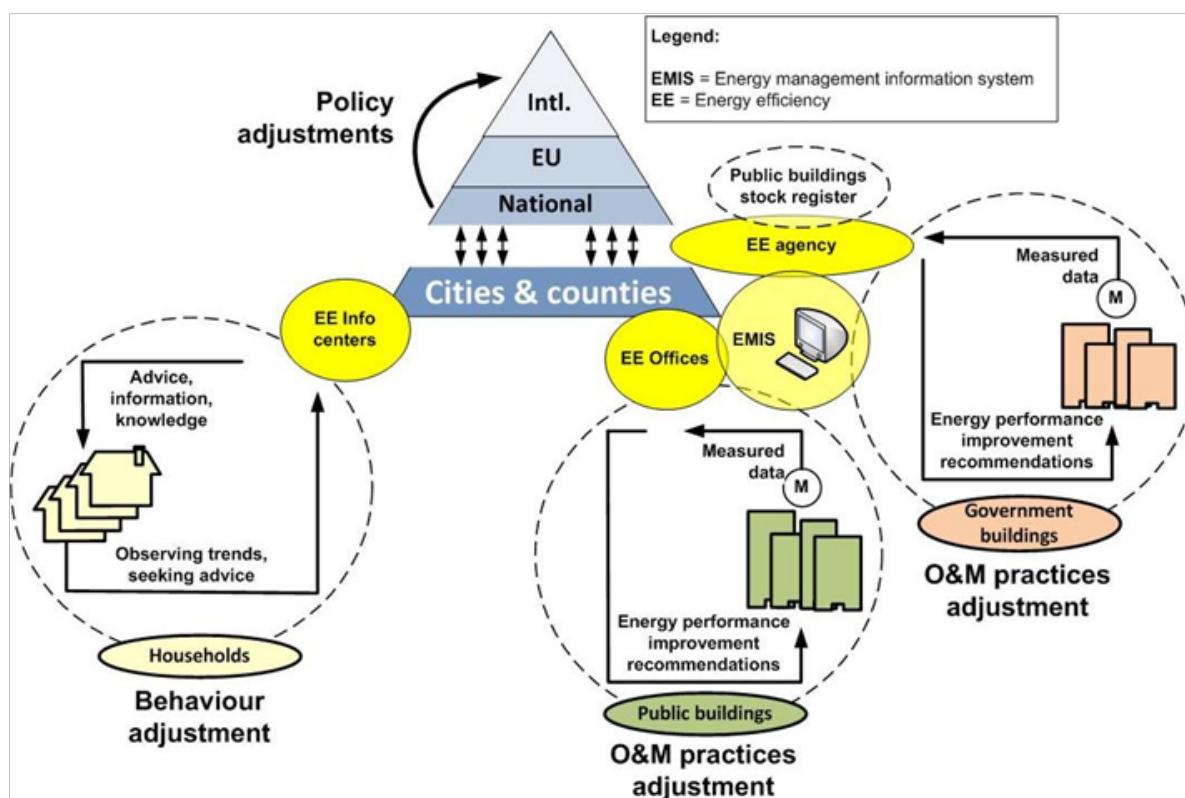 Legend:
EMIS = Energy management information system
EE = Energy efficiency
Policy
adjustments
Intl.
EU
National
Cities & counties
Public buildings
stock register
EE agency
EE Info
centers
EE Offices
EMIS
Measured
data
M
Energy performance
improvement
recommendations
Government
buildings
O&M practices
adjustment
Advice,
information,
knowledge
Observing trends,
seeking advice
Households
Behaviour
adjustment
Measured
data
M
Energy performance
improvement
recommendations
Public buildings
O&M practices
adjustment